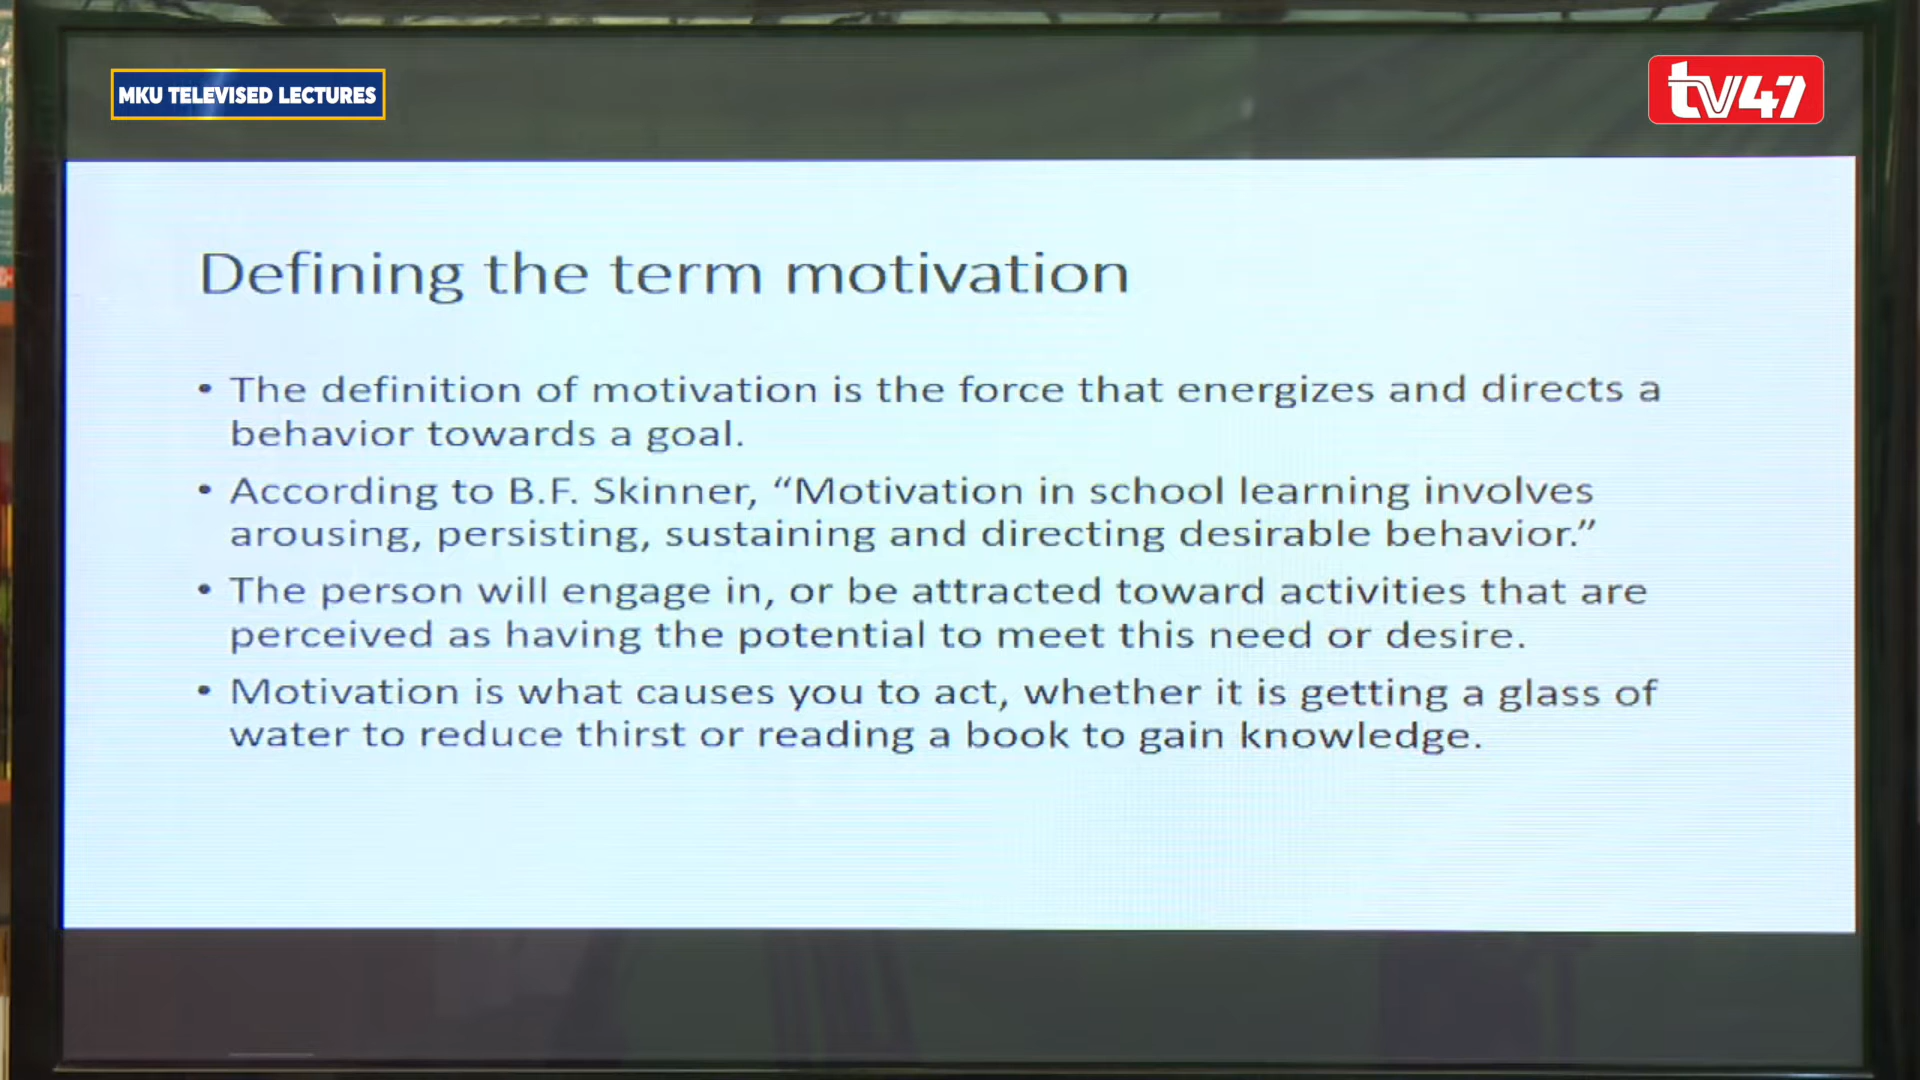 MKU TELEVISED LECTURES
tv47
Defining the term motivation
• The definition of motivation is the force that energizes and directs a
behavior towards a goal.
• According to B.F. Skinner, “Motivation in school learning involves
arousing, persisting, sustaining and directing desirable behavior.”
• The person will engage in, or be attracted toward activities that are
perceived as having the potential to meet this need or desire.
• Motivation is what causes you to act, whether it is getting a glass of
water to reduce thirst or reading a book to gain knowledge.